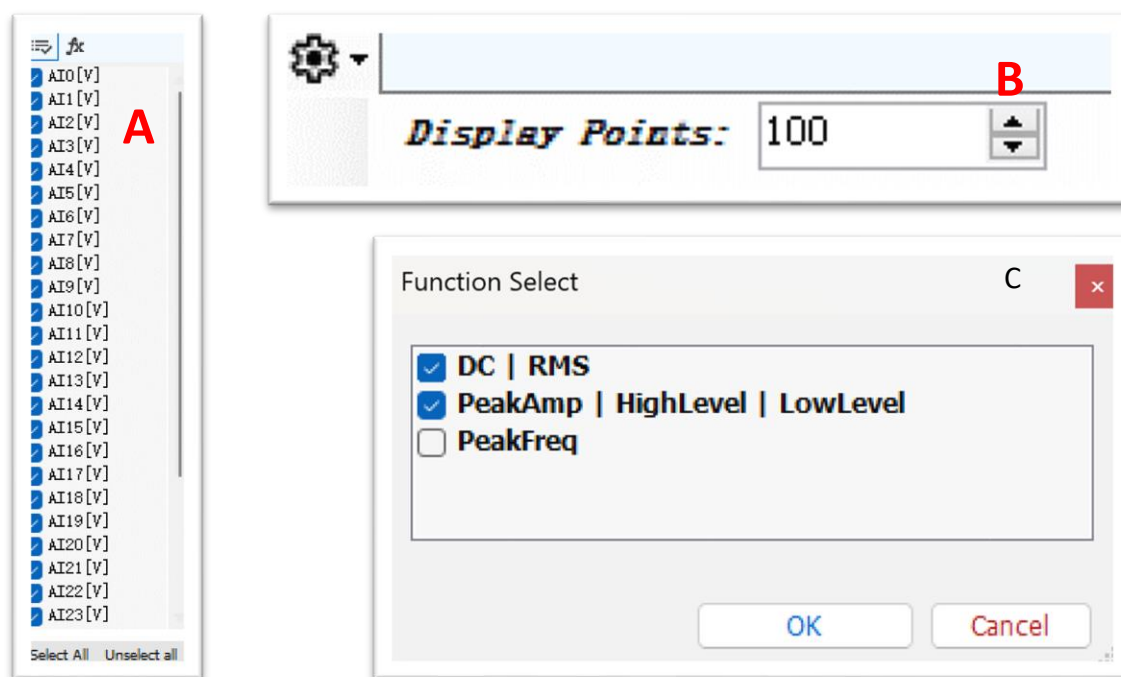 fx
AI0[V]
AI1[V]
AI2[V]
AI3[V]
AI4[V]
AI5[V]
AI6[V]
AI7[V]
AI8[V]
AI9[V]
AI10[V]
AI11[V]
AI12[V]
AI13[V]
AI14[V]
AI15[V]
AI16[V]
AI17[V]
AI18[V]
AI19[V]
AI20[V]
AI21[V]
AI22[V]
AI23[V]
Select All Unselect all
A
B
Display Points: 100
Function Select
C
DC | RMS
PeakAmp | HighLevel | LowLevel
PeakFreq
OK Cancel